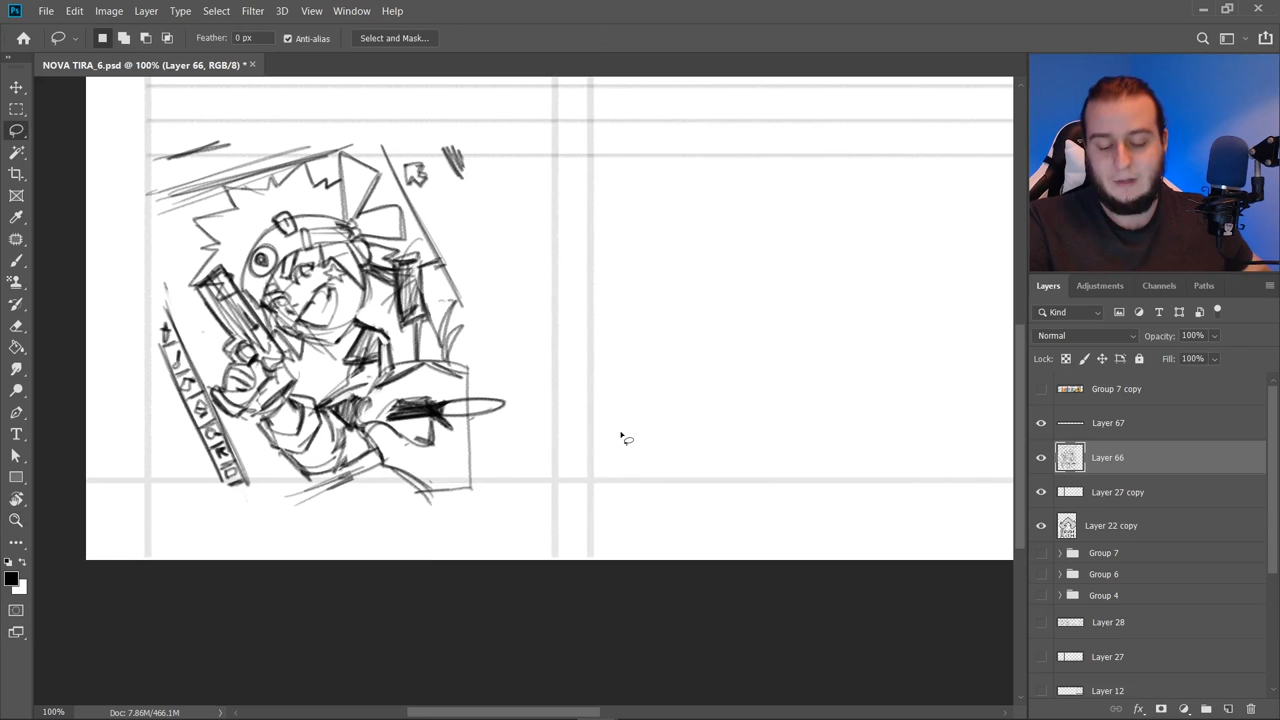 Ps File Edit Image Layer Type Select Filter 3D View Window Help
Feather: 0 px Anti-alias Select and Mask...
NOVA TIRA_6.psd @ 100% (Layer 66, RGB/8) *
Layers Adjustments Channels Paths
Kind
Normal Opacity: 100%
Lock: Fill: 100%
Group 7 copy
Layer 67
Layer 66
Layer 27 copy
Layer 22 copy
Group 7
Group 6
Group 4
Layer 28
Layer 27
Layer 12
100% Doc: 7.86M/466.1M